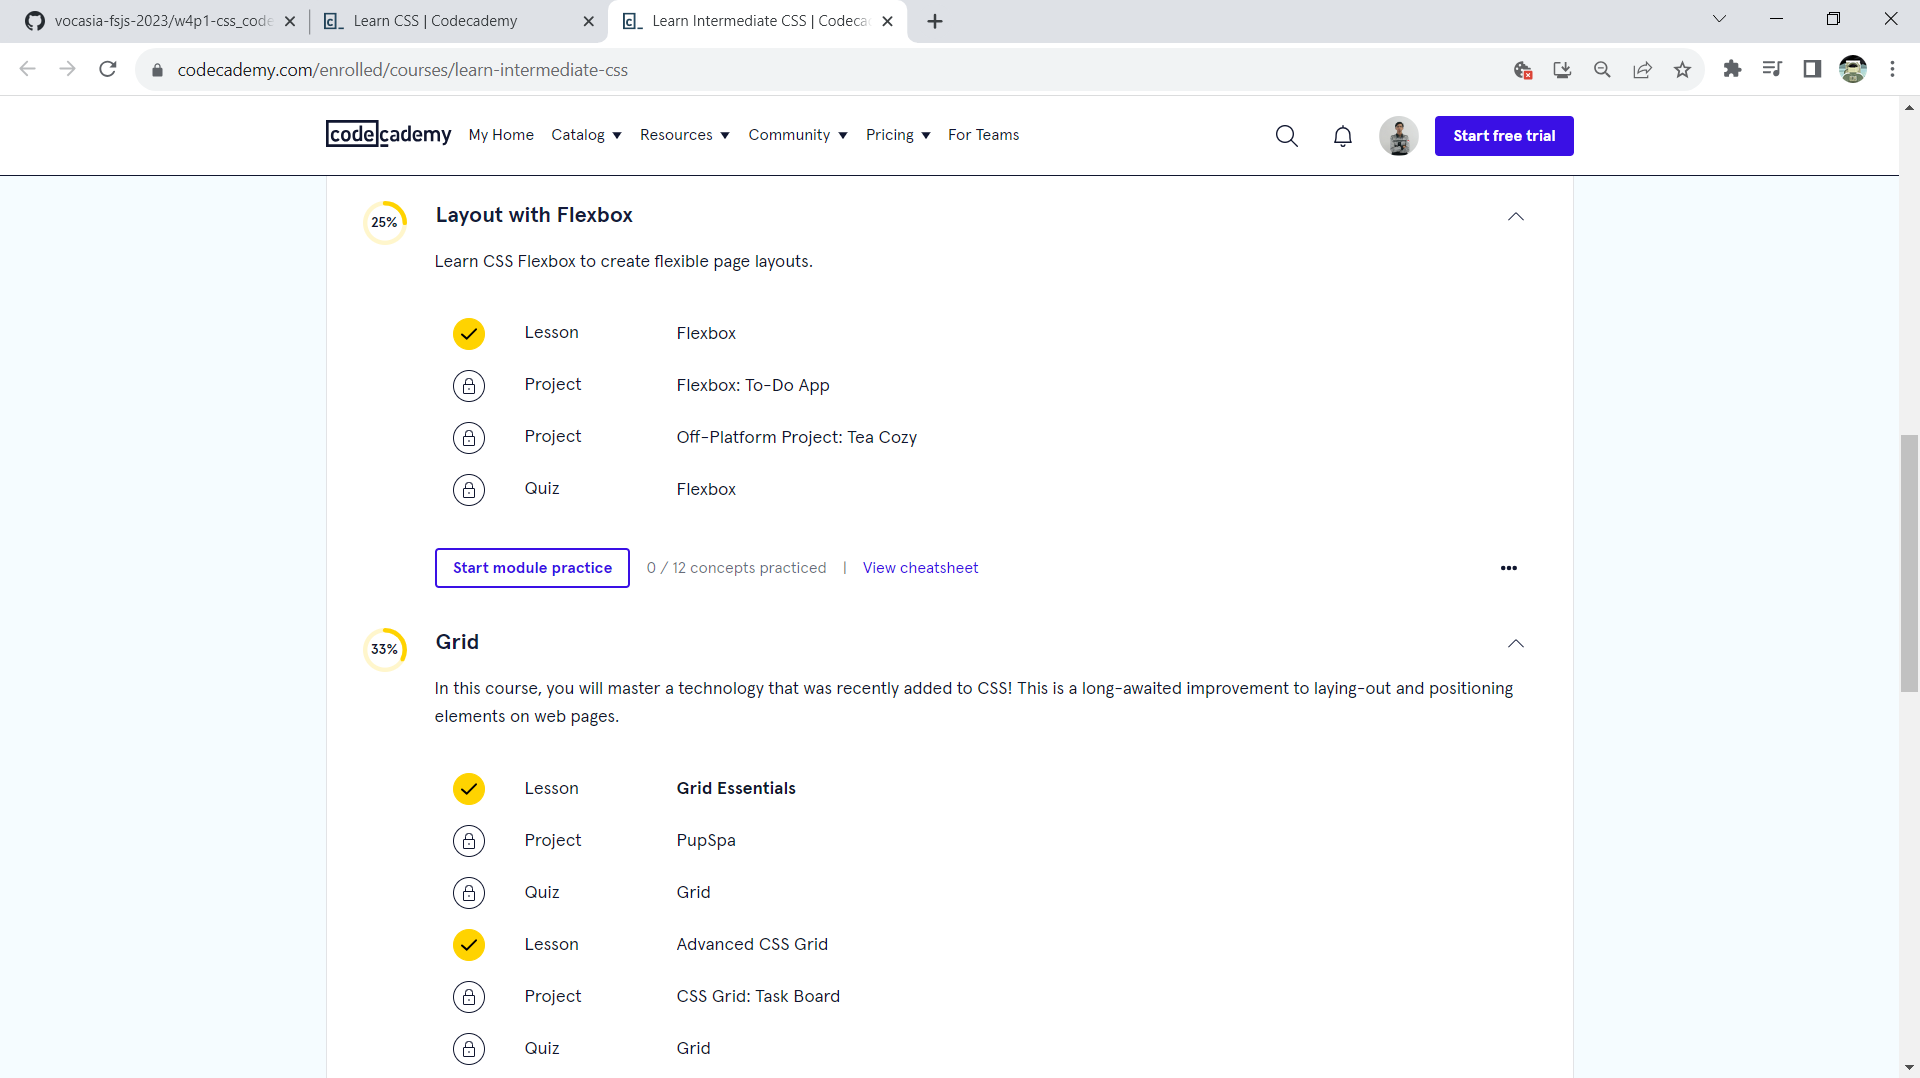 vocasia-fsjs-2023/w4p1-css_code
Learn CSS | Codecademy
Learn Intermediate CSS | Codeca
codecademy.com/enrolled/courses/learn-intermediate-css
codecademy My Home Catalog Resources Community Pricing For Teams Start free trial
25% Layout with Flexbox
Learn CSS Flexbox to create flexible page layouts.
Lesson Flexbox
Project Flexbox: To-Do App
Project Off-Platform Project: Tea Cozy
Quiz Flexbox
Start module practice 0 / 12 concepts practiced | View cheatsheet
33% Grid
In this course, you will master a technology that was recently added to CSS! This is a long-awaited improvement to laying-out and positioning
elements on web pages.
Lesson Grid Essentials
Project PupSpa
Quiz Grid
Lesson Advanced CSS Grid
Project CSS Grid: Task Board
Quiz Grid